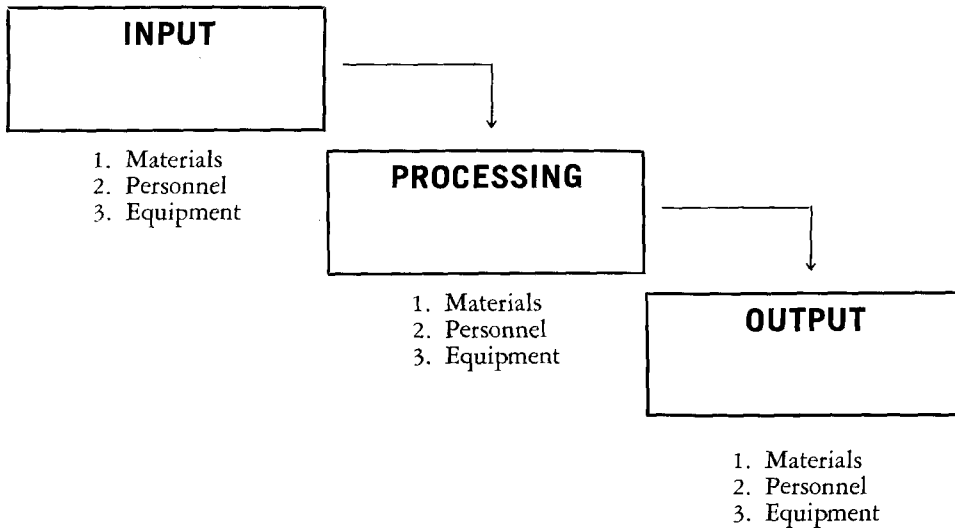 INPUT
1. Materials
2. Personnel
3. Equipment
PROCESSING
1. Materials
2. Personnel
3. Equipment
OUTPUT
1. Materials
2. Personnel
3. Equipment